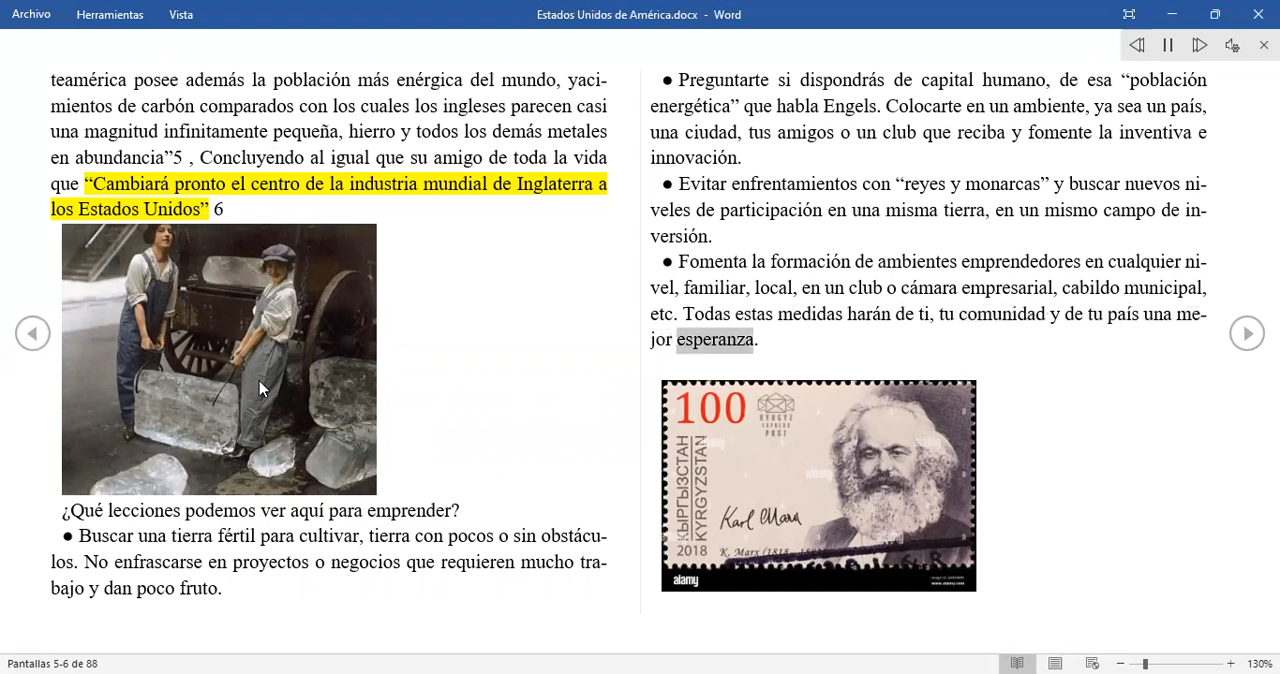 Archivo Herramientas Vista
Estados Unidos de América.docx - Word
teamérica posee además la población más enérgica del mundo, yaci-
mientos de carbón comparados con los cuales los ingleses parecen casi
una magnitud infinitamente pequeña, hierro y todos los demás metales
en abundancia”5 , Concluyendo al igual que su amigo de toda la vida
que “Cambiará pronto el centro de la industria mundial de Inglaterra a
los Estados Unidos” 6
¿Qué lecciones podemos ver aquí para emprender?
● Buscar una tierra fértil para cultivar, tierra con pocos o sin obstácu-
los. No enfrascarse en proyectos o negocios que requieren mucho tra-
bajo y dan poco fruto.
● Preguntarte si dispondrás de capital humano, de esa “población
energética” que habla Engels. Colocarte en un ambiente, ya sea un país,
una ciudad, tus amigos o un club que reciba y fomente la inventiva e
innovación.
● Evitar enfrentamientos con “reyes y monarcas” y buscar nuevos ni-
veles de participación en una misma tierra, en un mismo campo de in-
versión.
● Fomenta la formación de ambientes emprendedores en cualquier ni-
vel, familiar, local, en un club o cámara empresarial, cabildo municipal,
etc. Todas estas medidas harán de ti, tu comunidad y de tu país una me-
jor esperanza.
100
KYRGYZ
EXPRESS
POST
КЫРГЫЗСТАН
KYRGYZSTAN
Karl Marx
2018
K. Marx (1818
alamy
www.alamy.com
Pantallas 5-6 de 88
130%